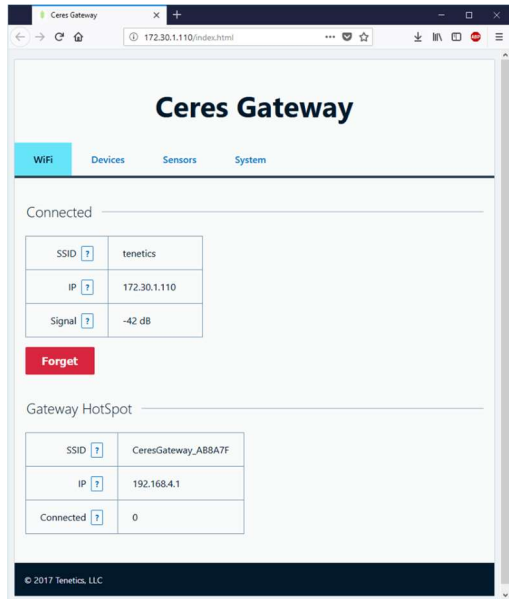 Ceres Gateway
172.30.1.110/index.html
ABP
Ceres Gateway
WiFi Devices Sensors System
Connected
SSID ? tenetics
IP ? 172.30.1.110
Signal ? -42 dB
Forget
Gateway HotSpot
SSID ? CeresGateway_AB8A7F
IP ? 192.168.4.1
Connected ? 0
© 2017 Tenetics, LLC